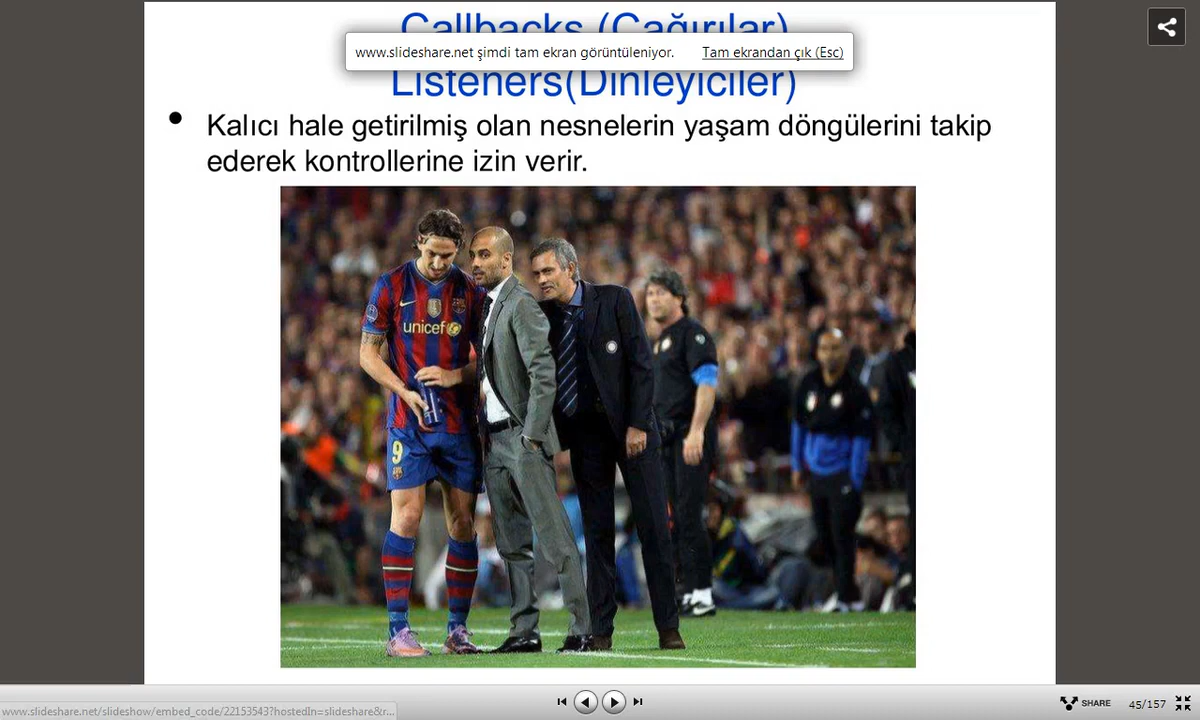 Callbacks (Çağırılar)
www.slideshare.net şimdi tam ekran görüntüleniyor. Tam ekrandan çık (Esc)
Listeners(Dinleyiciler)
• Kalıcı hale getirilmiş olan nesnelerin yaşam döngülerini takip
ederek kontrollerine izin verir.
unicef
9
SHARE 45/157
www.slideshare.net/slideshow/embed_code/22153543?hostedIn=slideshare&r...